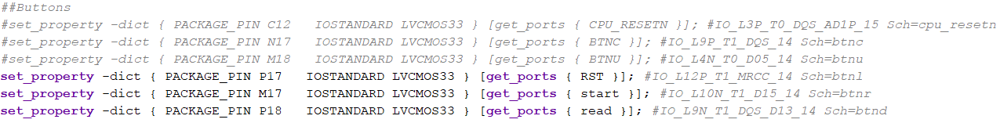 ##Buttons
#set_property -dict { PACKAGE_PIN C12   IOSTANDARD LVCMOS33 } [get_ports { CPU_RESETN }]; #IO_L3P_T0_DQS_AD1P_15 Sch=cpu_resetn
#set_property -dict { PACKAGE_PIN N17   IOSTANDARD LVCMOS33 } [get_ports { BTNC }]; #IO_L9P_T1_DQS_14 Sch=btnc
#set_property -dict { PACKAGE_PIN M18   IOSTANDARD LVCMOS33 } [get_ports { BTNU }]; #IO_L4N_T0_D05_14 Sch=btnu
set_property -dict { PACKAGE_PIN P17   IOSTANDARD LVCMOS33 } [get_ports { RST }]; #IO_L12P_T1_MRCC_14 Sch=btnl
set_property -dict { PACKAGE_PIN M17   IOSTANDARD LVCMOS33 } [get_ports { start }]; #IO_L10N_T1_D15_14 Sch=btnr
set_property -dict { PACKAGE_PIN P18   IOSTANDARD LVCMOS33 } [get_ports { read }]; #IO_L9N_T1_DQS_D13_14 Sch=btnd